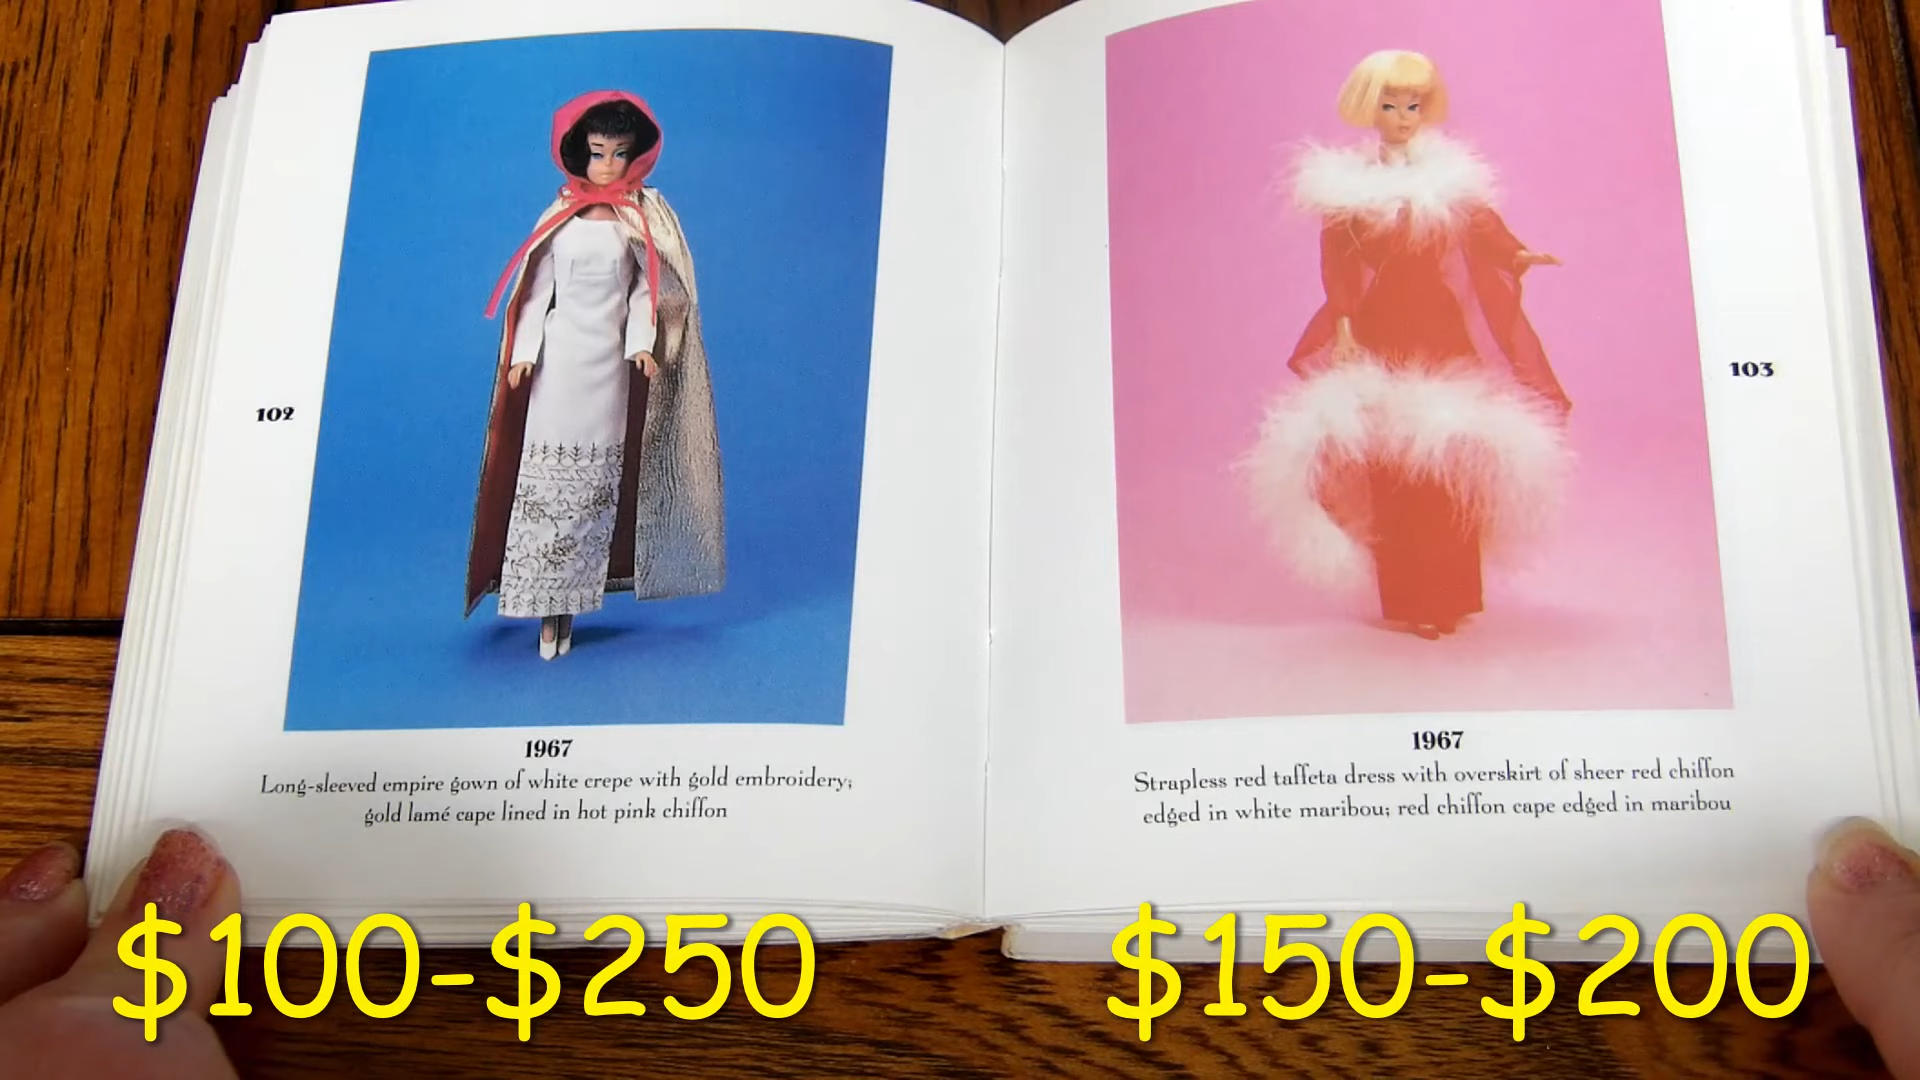 102
1967
Long-sleeved empire gown of white crepe with gold embroidery;
gold lamé cape lined in hot pink chiffon
$100-$250
103
1967
Strapless red taffeta dress with overskirt of sheer red chiffon
edged in white maribou; red chiffon cape edged in maribou
$150-$200